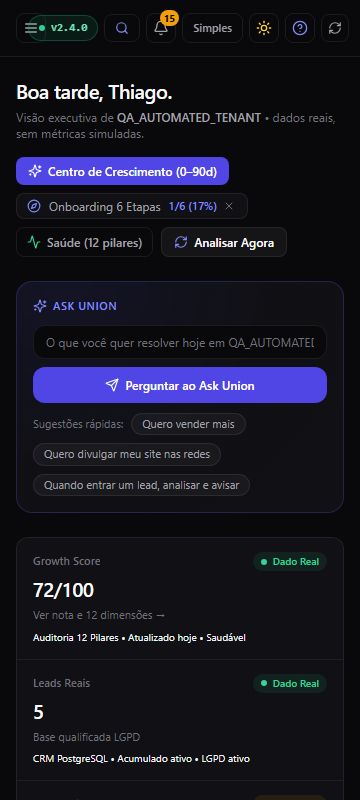 v2.4.0
15
Simples
Boa tarde, Thiago.
Visão executiva de QA_AUTOMATED_TENANT • dados reais,
sem métricas simuladas.
Centro de Crescimento (0–90d)
Onboarding 6 Etapas 1/6 (17%)
Saúde (12 pilares)
Analisar Agora
ASK UNION
O que você quer resolver hoje em QA_AUTOMATE
Perguntar ao Ask Union
Sugestões rápidas: Quero vender mais
Quero divulgar meu site nas redes
Quando entrar um lead, analisar e avisar
Growth Score
Dado Real
72/100
Ver nota e 12 dimensões →
Auditoria 12 Pilares • Atualizado hoje • Saudável
Leads Reais
Dado Real
5
Base qualificada LGPD
CRM PostgreSQL • Acumulado ativo • LGPD ativo